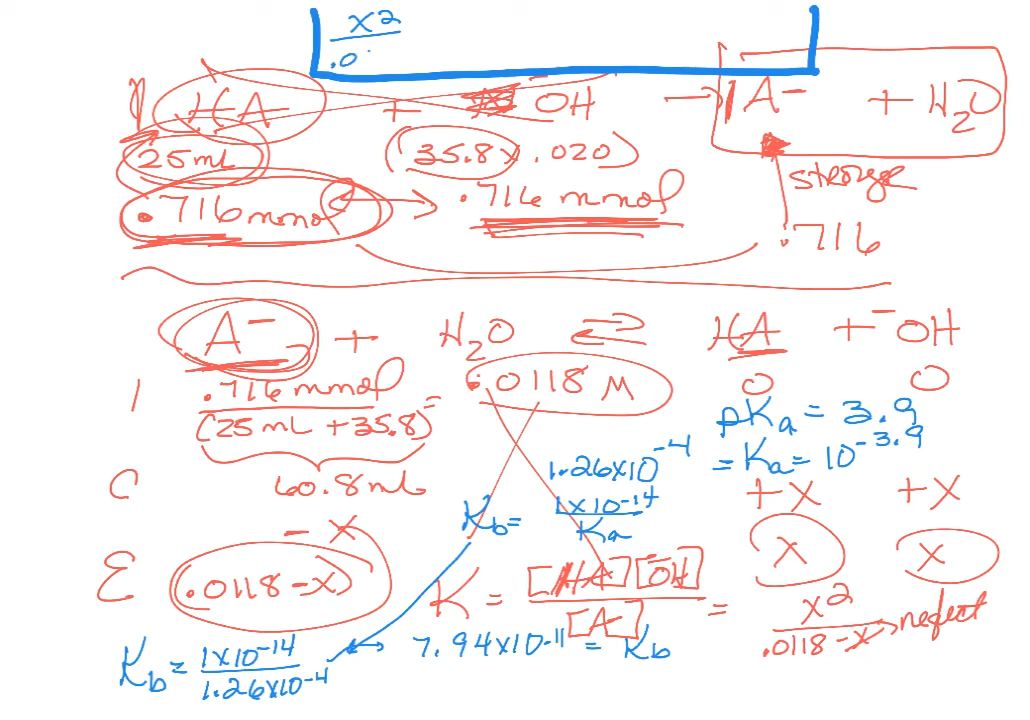 x²
.0
HA + ⁻OH → A⁻ + H₂O
25mL (35.8).020
.716 mmol .716 mmol stronge
.716
A⁻ + H₂O ⇌ HA + ⁻OH
I .716 mmol / (25 mL + 35.8) = .0118 M 0 0
60.8 mL
pKa = 3.9
= Ka = 10^-3.9
1.26x10⁻⁴
C - x +x +x
Kb = 1x10⁻¹⁴ / Ka
E (.0118-x) x x
K = [HA][⁻OH] / [A⁻] = x² / .0118-x → neglect
Kb = 1x10⁻¹⁴ / 1.26x10⁻⁴ ↔ 7.94x10⁻¹¹ = Kb